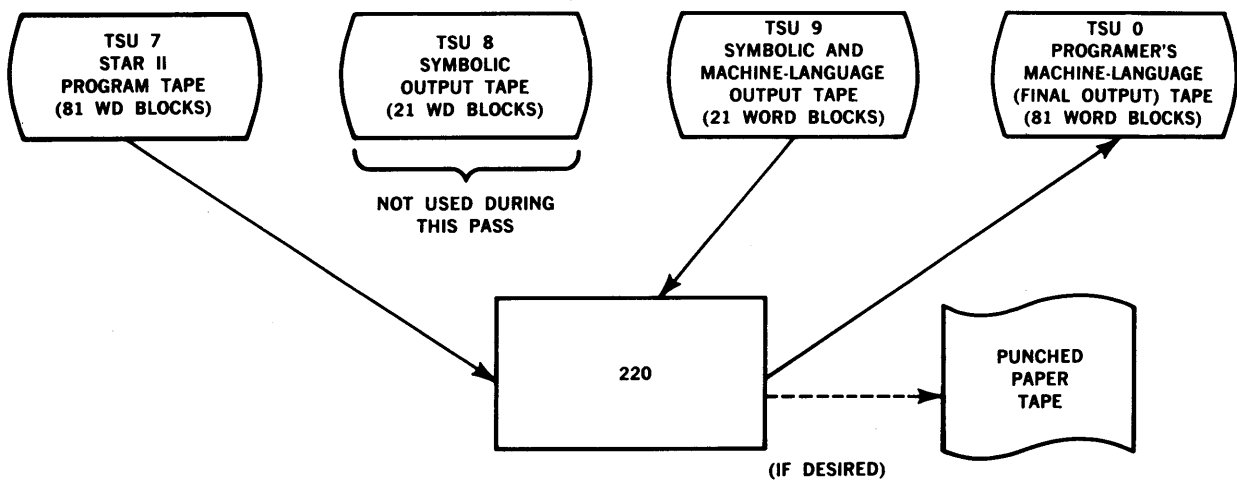 TSU 7
STAR II
PROGRAM TAPE
(81 WD BLOCKS)
TSU 8
SYMBOLIC
OUTPUT TAPE
(21 WD BLOCKS)
TSU 9
SYMBOLIC AND
MACHINE-LANGUAGE
OUTPUT TAPE
(21 WORD BLOCKS)
TSU 0
PROGRAMER'S
MACHINE-LANGUAGE
(FINAL OUTPUT) TAPE
(81 WORD BLOCKS)
NOT USED DURING
THIS PASS
220
PUNCHED
PAPER
TAPE
(IF DESIRED)